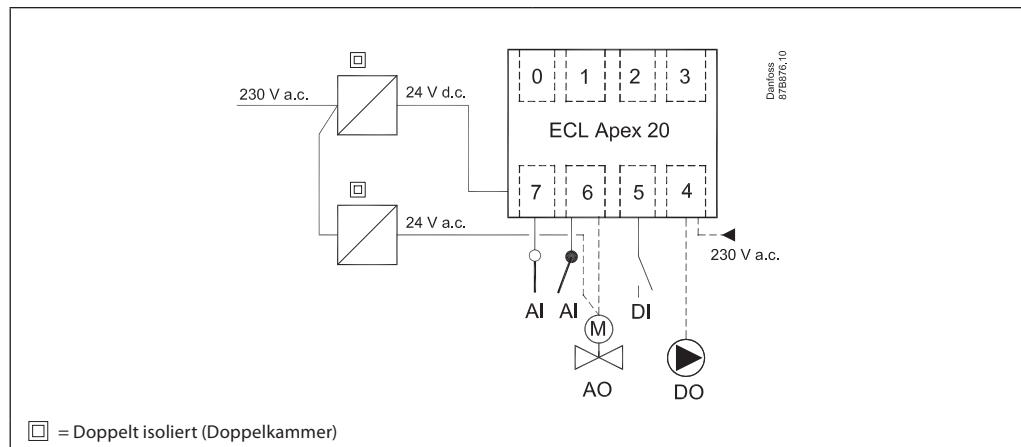 Danfoss
87B876.10
0 1 2 3
230 V a.c. 24 V d.c.
ECL Apex 20
7 6 5 4
24 V a.c.
230 V a.c.
AI AI DI
M
AO DO
= Doppelt isoliert (Doppelkammer)